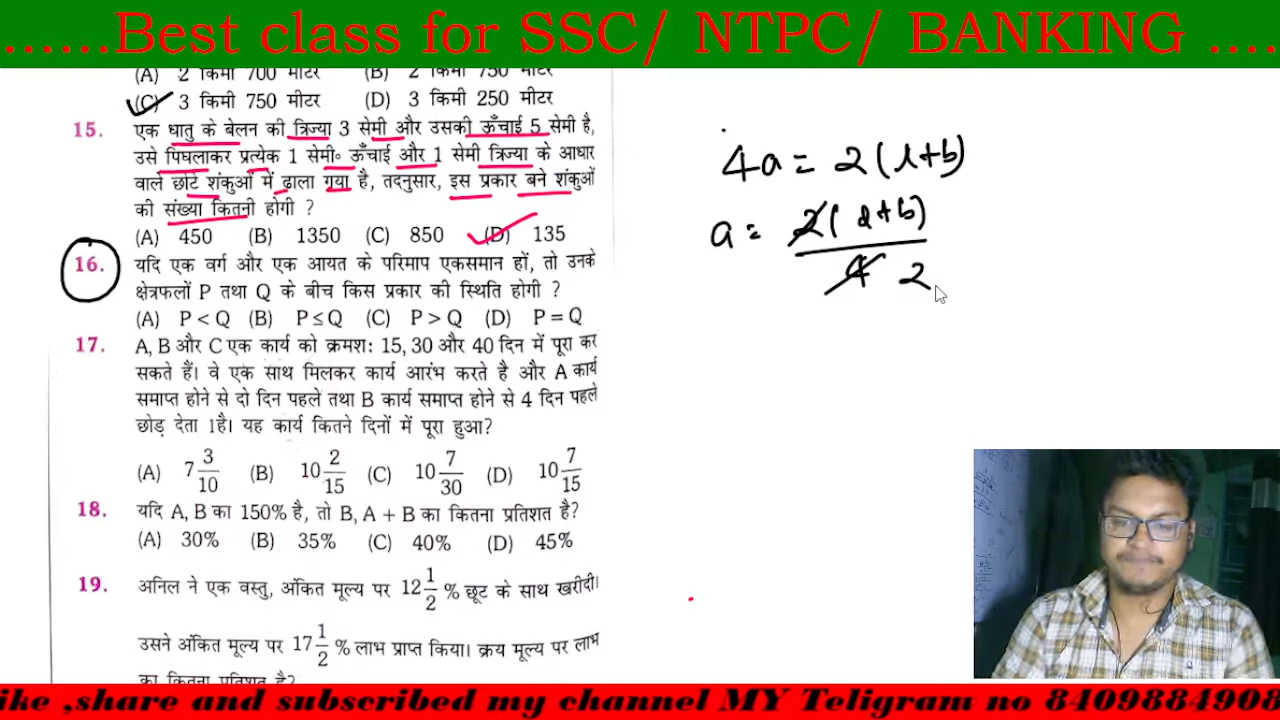 ......Best class for SSC/ NTPC/ BANKING ....
(A) 2 किमी 700 मीटर (B) 2 किमी 750 मीटर
(C) 3 किमी 750 मीटर (D) 3 किमी 250 मीटर
15. एक धातु के बेलन की त्रिज्या 3 सेमी और उसकी ऊँचाई 5 सेमी है,
उसे पिघलाकर प्रत्येक 1 सेमी॰ ऊँचाई और 1 सेमी त्रिज्या के आधार
वाले छोटे शंकुओं में ढ़ाला गया है, तदनुसार, इस प्रकार बने शंकुओं
की संख्या कितनी होगी ?
(A) 450 (B) 1350 (C) 850 (D) 135
16. यदि एक वर्ग और एक आयत के परिमाप एकसमान हों, तो उनके
क्षेत्रफलों P तथा Q के बीच किस प्रकार की स्थिति होगी ?
(A) P < Q (B) P ≤ Q (C) P > Q (D) P = Q
17. A, B और C एक कार्य को क्रमश: 15, 30 और 40 दिन में पूरा कर
सकते हैं। वे एक साथ मिलकर कार्य आरंभ करते है और A कार्य
समाप्त होने से दो दिन पहले तथा B कार्य समाप्त होने से 4 दिन पहले
छोड़ देता 1है। यह कार्य कितने दिनों में पूरा हुआ?
(A) 7 3/10 (B) 10 2/15 (C) 10 7/30 (D) 10 7/15
18. यदि A, B का 150% है, तो B, A + B का कितना प्रतिशत है?
(A) 30% (B) 35% (C) 40% (D) 45%
19. अनिल ने एक वस्तु, अंकित मूल्य पर 12 1/2 % छूट के साथ खरीदी।
उसने अंकित मूल्य पर 17 1/2 % लाभ प्राप्त किया। क्रय मूल्य पर लाभ
का कितना प्रतिशत है?
4a = 2(l+b)
a = 2(l+b)
4 2
ike ,share and subscribed my channel MY Teligram no 8409884908